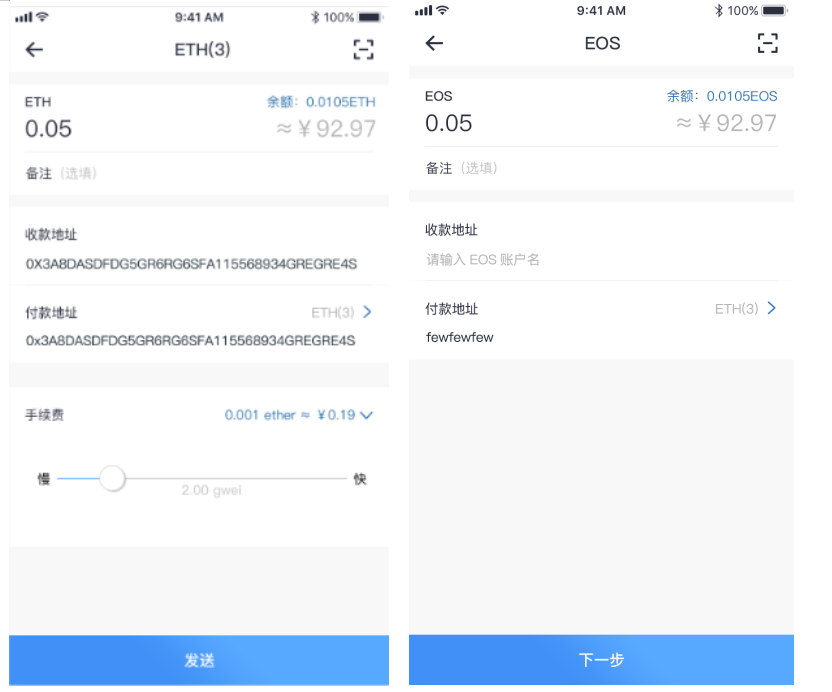 9:41 AM
100%
ETH(3)
ETH
余额：0.0105ETH
0.05
≈¥92.97
备注（选填）
收款地址
0X3A8DASDFDG5GR6RG6SFA115568934GREGRE4S
付款地址
ETH(3)
0x3A8DASDFDG5GR6RG6SFA115568934GREGRE4S
手续费
0.001 ether ≈ ¥0.19
慢
快
2.00 gwei
发送
9:41 AM
100%
EOS
EOS
余额：0.0105EOS
0.05
≈¥92.97
备注（选填）
收款地址
请输入 EOS 账户名
付款地址
ETH(3)
fewfewfew
下一步